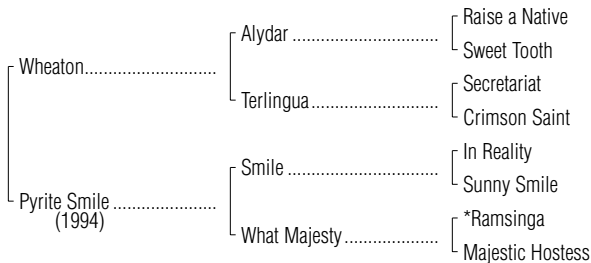 Raise a Native
Alydar ..............................
Sweet Tooth
Wheaton...........................
Secretariat
Terlingua..........................
Crimson Saint
In Reality
Smile ...............................
Sunny Smile
Pyrite Smile .....................
(1994)
*Ramsinga
What Majesty...................
Majestic Hostess